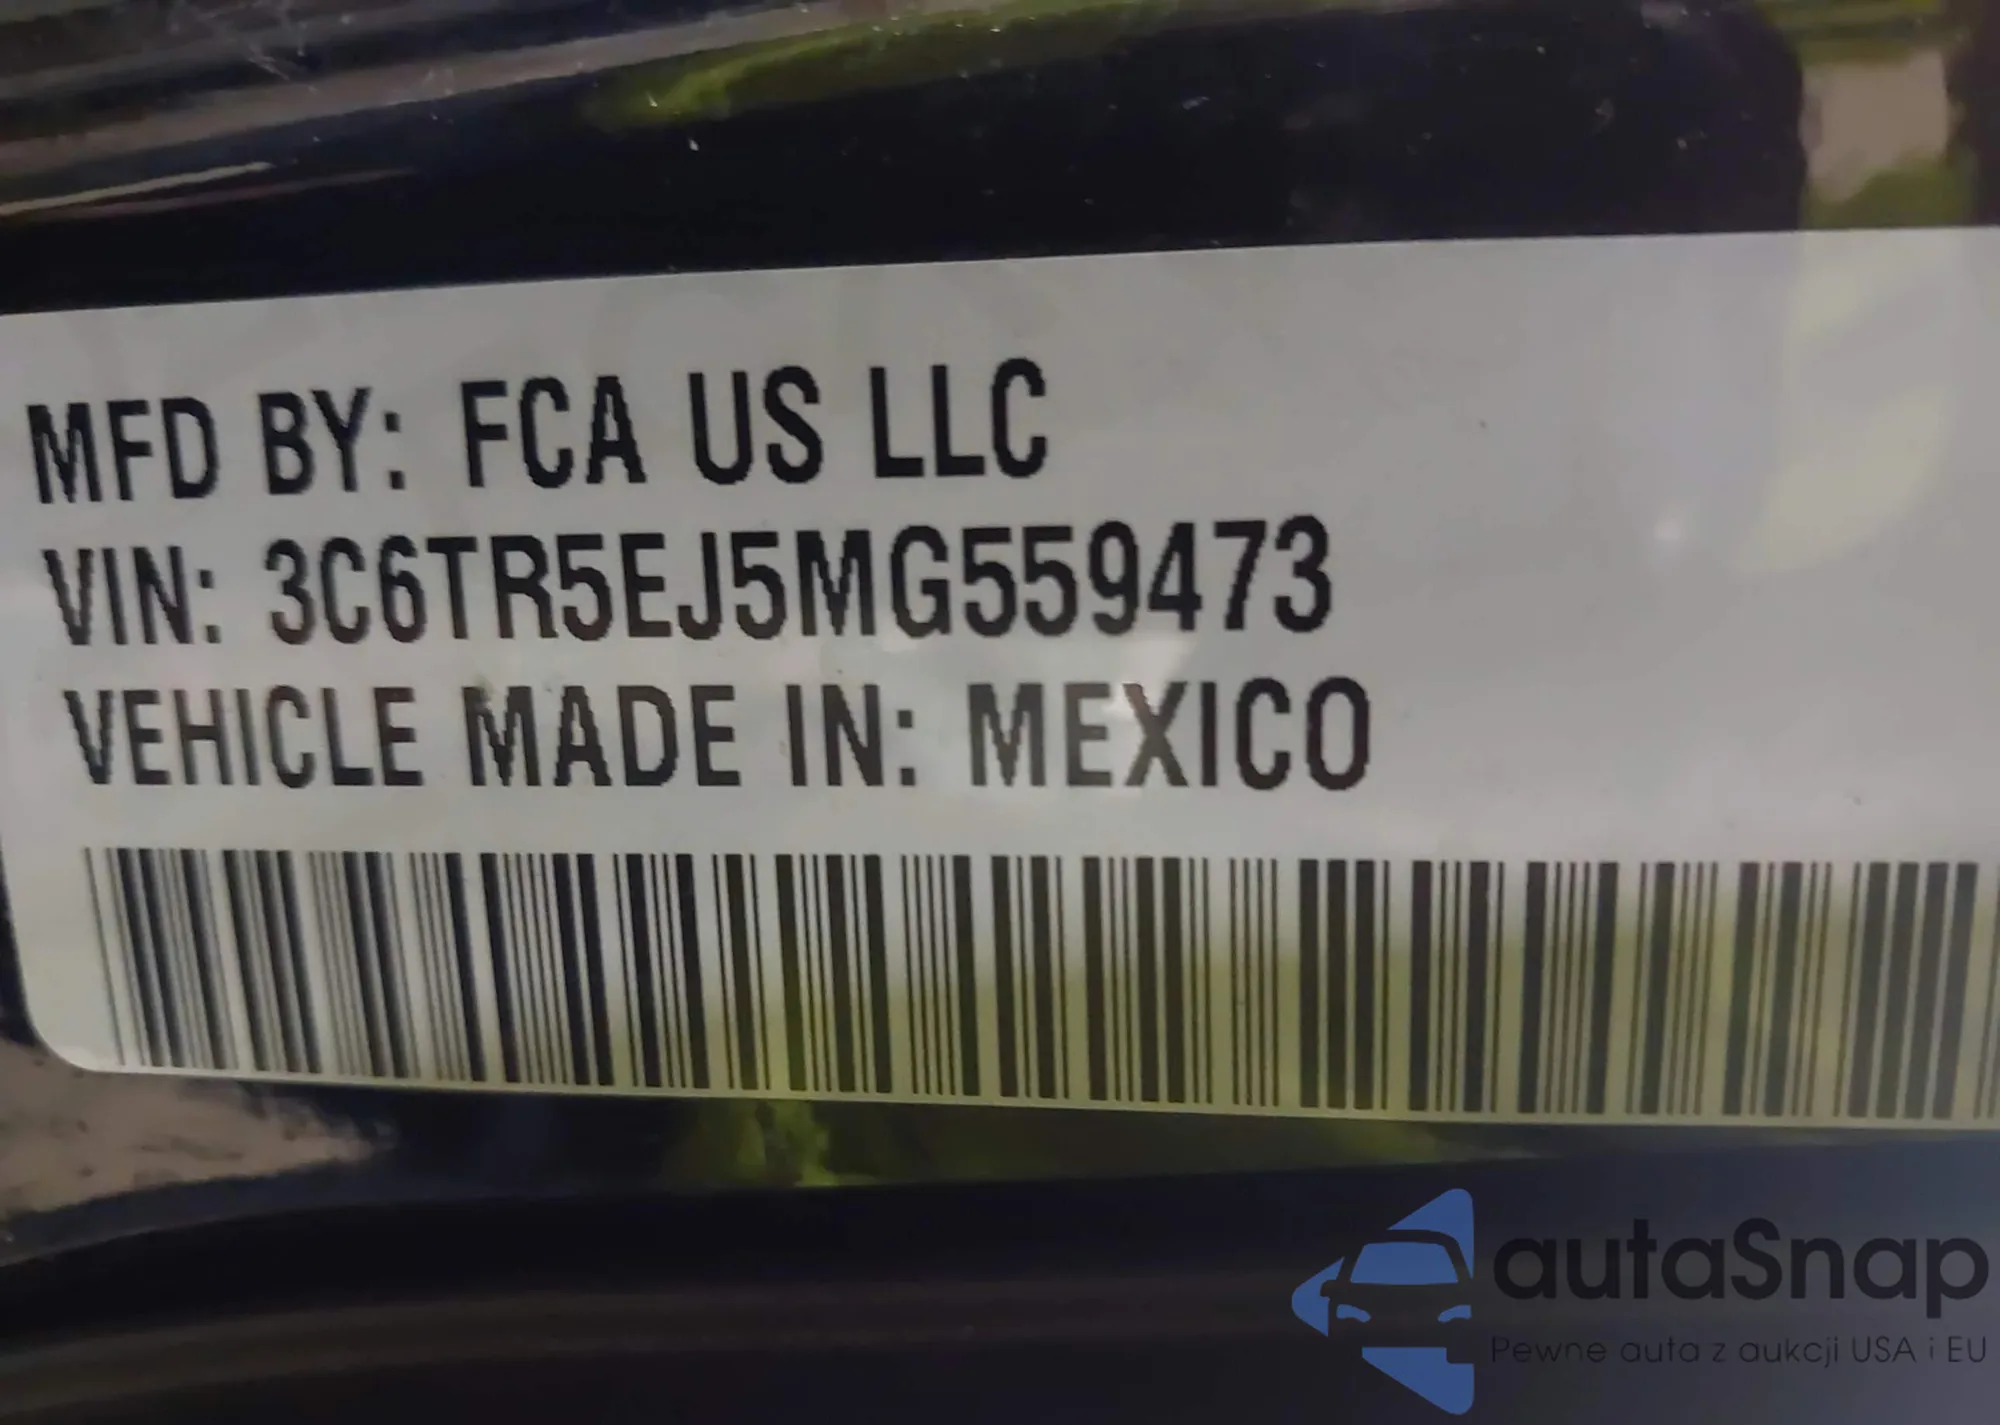 MFD BY: FCA US LLC
VIN: 3C6TR5EJ5MG559473
VEHICLE MADE IN: MEXICO
autaSnap
Pewne auta z aukcji USA i EU